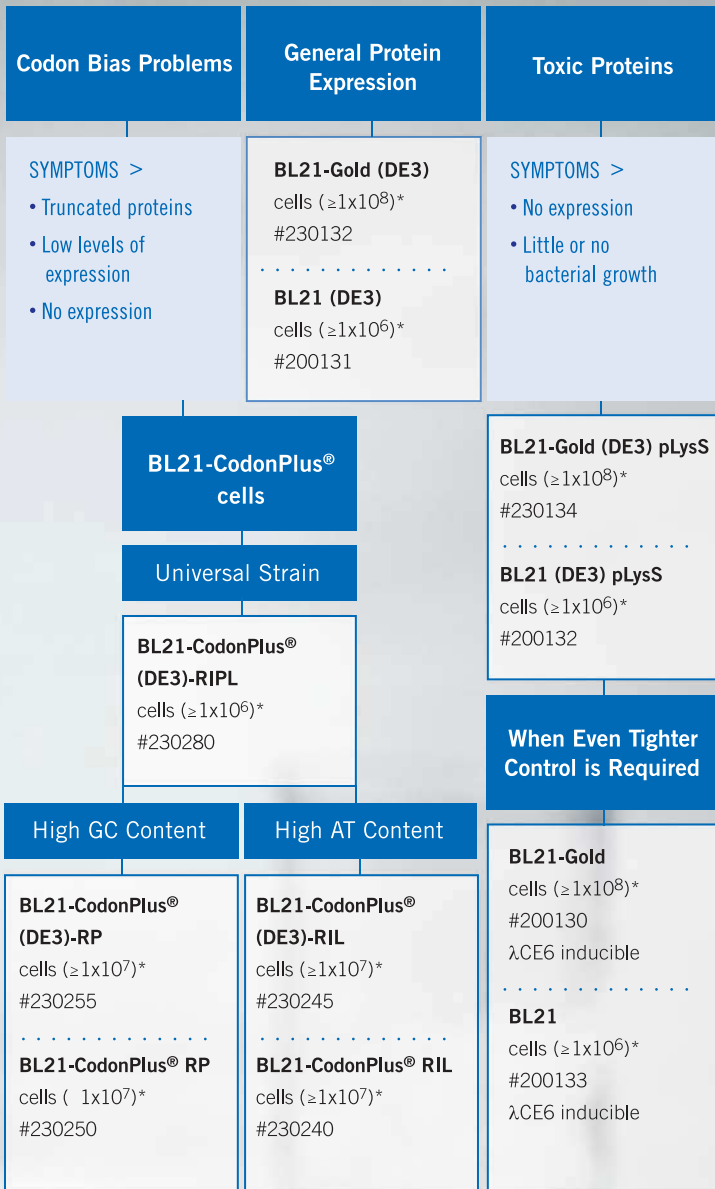 Codon Bias Problems
General Protein
Expression
Toxic Proteins
SYMPTOMS >
• Truncated proteins
• Low levels of
expression
• No expression
BL21-Gold (DE3)
cells (≥1x10⁸)*
#230132
BL21 (DE3)
cells (≥1x10⁶)*
#200131
SYMPTOMS >
• No expression
• Little or no
bacterial growth
BL21-CodonPlus®
cells
Universal Strain
BL21-CodonPlus®
(DE3)-RIPL
cells (≥1x10⁶)*
#230280
High GC Content
BL21-CodonPlus®
(DE3)-RP
cells (≥1x10⁷)*
#230255
BL21-CodonPlus® RP
cells ( 1x10⁷)*
#230250
High AT Content
BL21-CodonPlus®
(DE3)-RIL
cells (≥1x10⁷)*
#230245
BL21-CodonPlus® RIL
cells (≥1x10⁷)*
#230240
BL21-Gold (DE3) pLysS
cells (≥1x10⁸)*
#230134
BL21 (DE3) pLysS
cells (≥1x10⁶)*
#200132
When Even Tighter
Control is Required
BL21-Gold
cells (≥1x10⁸)*
#200130
λCE6 inducible
BL21
cells (≥1x10⁶)*
#200133
λCE6 inducible